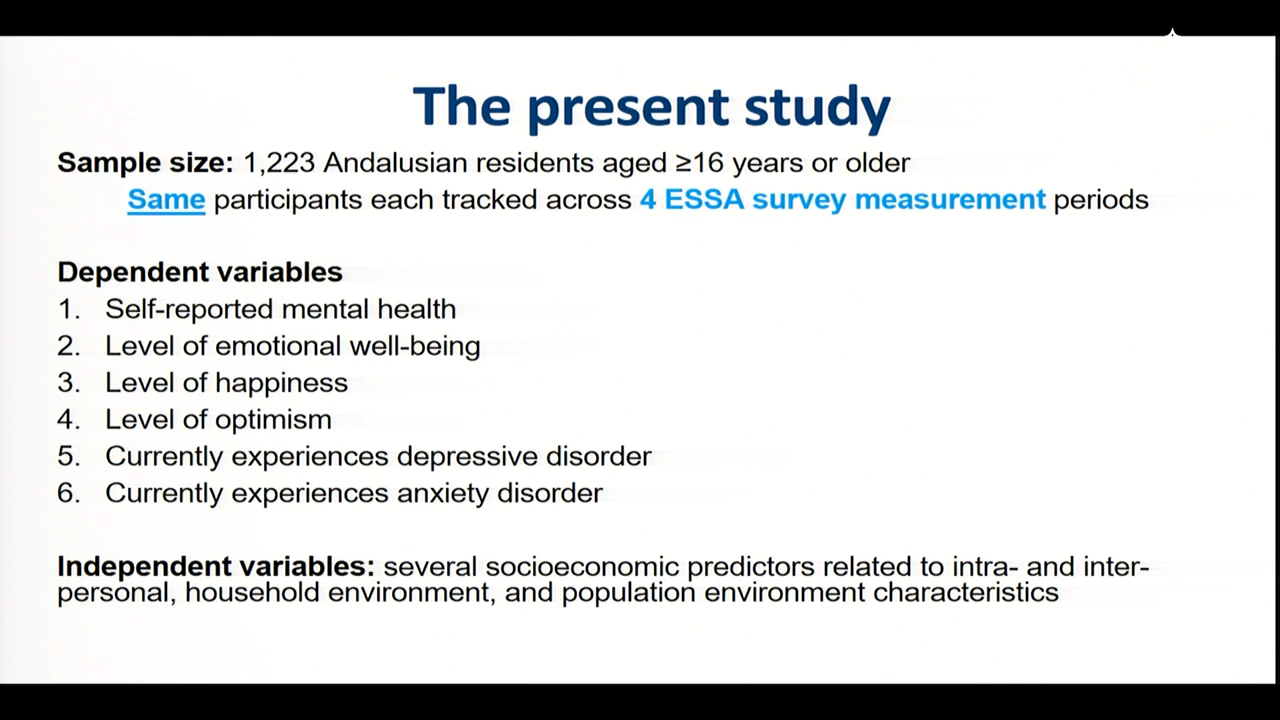 The present study
Sample size: 1,223 Andalusian residents aged ≥16 years or older
Same participants each tracked across 4 ESSA survey measurement periods
Dependent variables
1. Self-reported mental health
2. Level of emotional well-being
3. Level of happiness
4. Level of optimism
5. Currently experiences depressive disorder
6. Currently experiences anxiety disorder
Independent variables: several socioeconomic predictors related to intra- and inter-
personal, household environment, and population environment characteristics